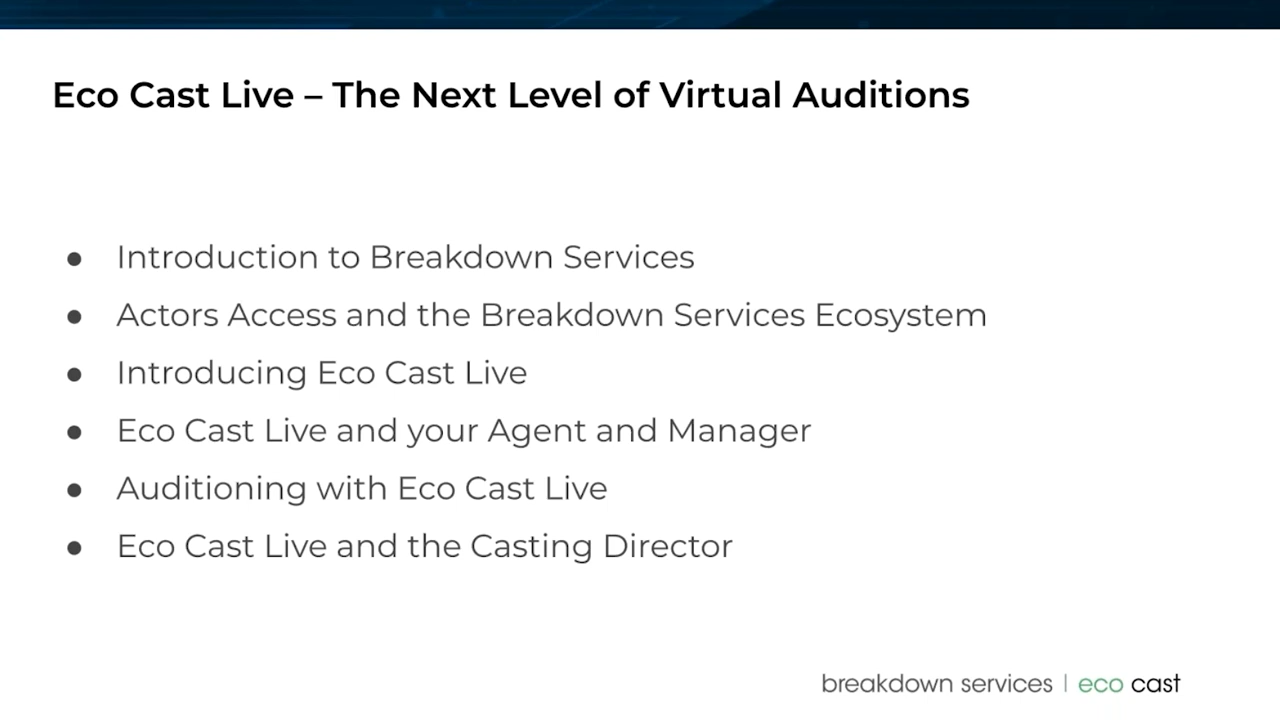 Eco Cast Live – The Next Level of Virtual Auditions
● Introduction to Breakdown Services
● Actors Access and the Breakdown Services Ecosystem
● Introducing Eco Cast Live
● Eco Cast Live and your Agent and Manager
● Auditioning with Eco Cast Live
● Eco Cast Live and the Casting Director
breakdown services | eco cast